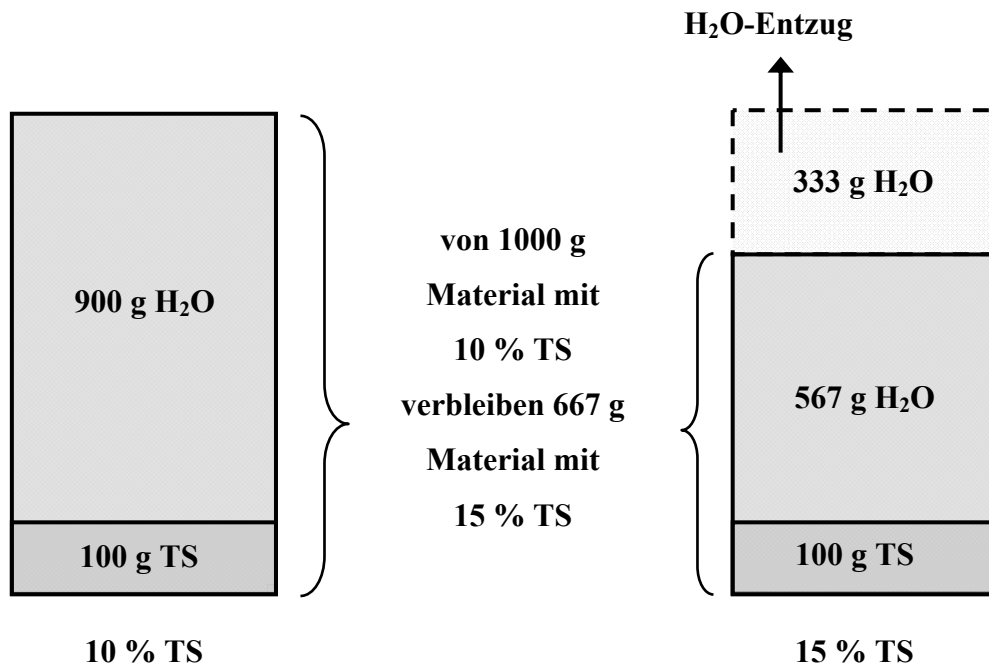 H₂O-Entzug
900 g H₂O
100 g TS
10 % TS
von 1000 g
Material mit
10 % TS
verbleiben 667 g
Material mit
15 % TS
333 g H₂O
567 g H₂O
100 g TS
15 % TS